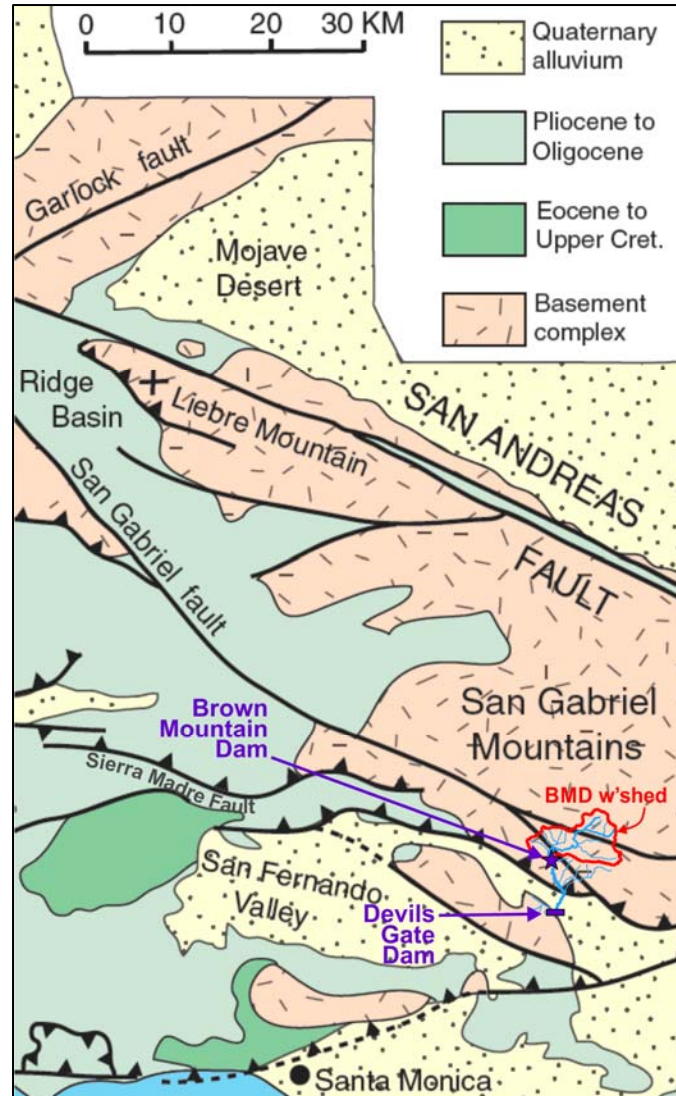 0 10 20 30 KM
Quaternary
alluvium
Pliocene to
Oligocene
Eocene to
Upper Cret.
Basement
complex
Garlock fault
Mojave
Desert
Ridge
Basin
Liebre Mountain
SAN ANDREAS
FAULT
San Gabriel fault
San Gabriel
Mountains
Brown
Mountain
Dam
BMD w'shed
Sierra Madre Fault
San Fernando
Valley
Devils
Gate
Dam
Santa Monica